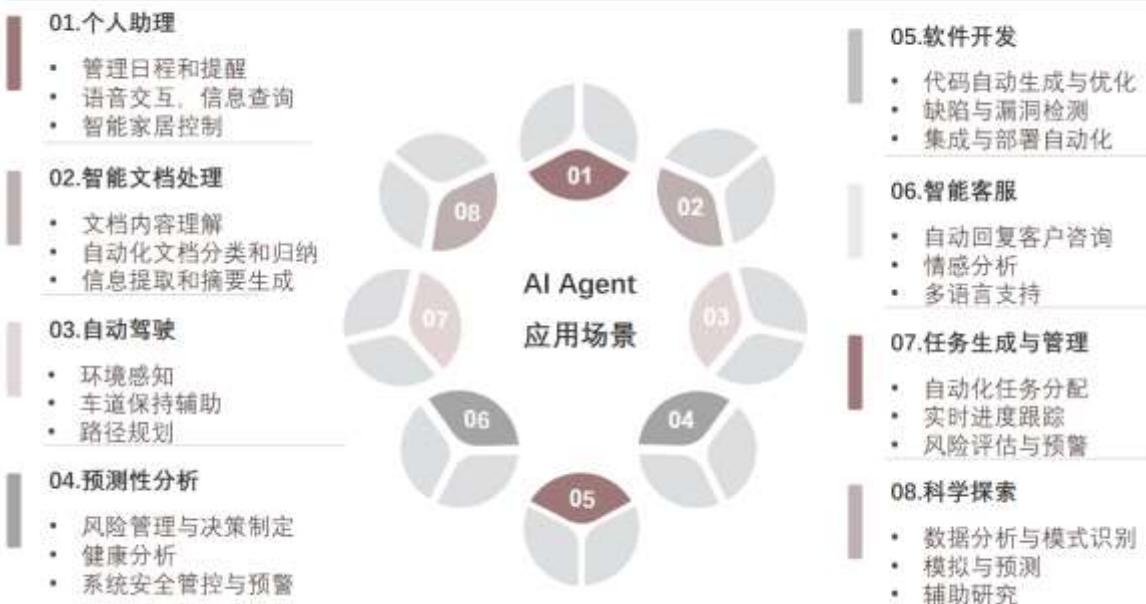 01.个人助理
• 管理日程和提醒
• 语音交互，信息查询
• 智能家居控制
02.智能文档处理
• 文档内容理解
• 自动化文档分类和归纳
• 信息提取和摘要生成
03.自动驾驶
• 环境感知
• 车道保持辅助
• 路径规划
04.预测性分析
• 风险管理与决策制定
• 健康分析
• 系统安全管控与预警
01
02
03
04
05
06
07
08
AI Agent
应用场景
05.软件开发
• 代码自动生成与优化
• 缺陷与漏洞检测
• 集成与部署自动化
06.智能客服
• 自动回复客户咨询
• 情感分析
• 多语言支持
07.任务生成与管理
• 自动化任务分配
• 实时进度跟踪
• 风险评估与预警
08.科学探索
• 数据分析与模式识别
• 模拟与预测
• 辅助研究